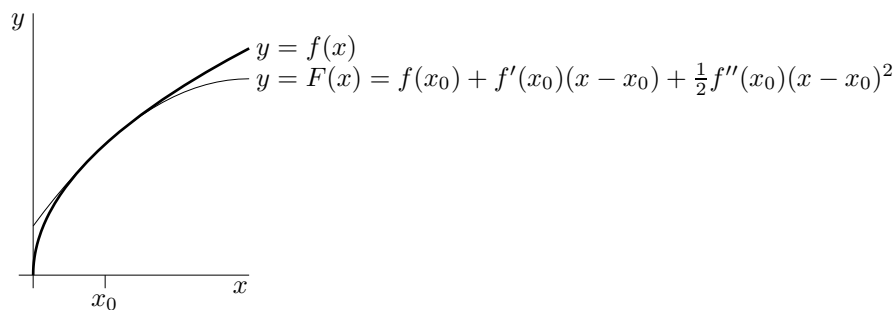 y
y = f(x)
y = F(x) = f(x₀) + f′(x₀)(x − x₀) + ½f″(x₀)(x − x₀)²
x
x₀